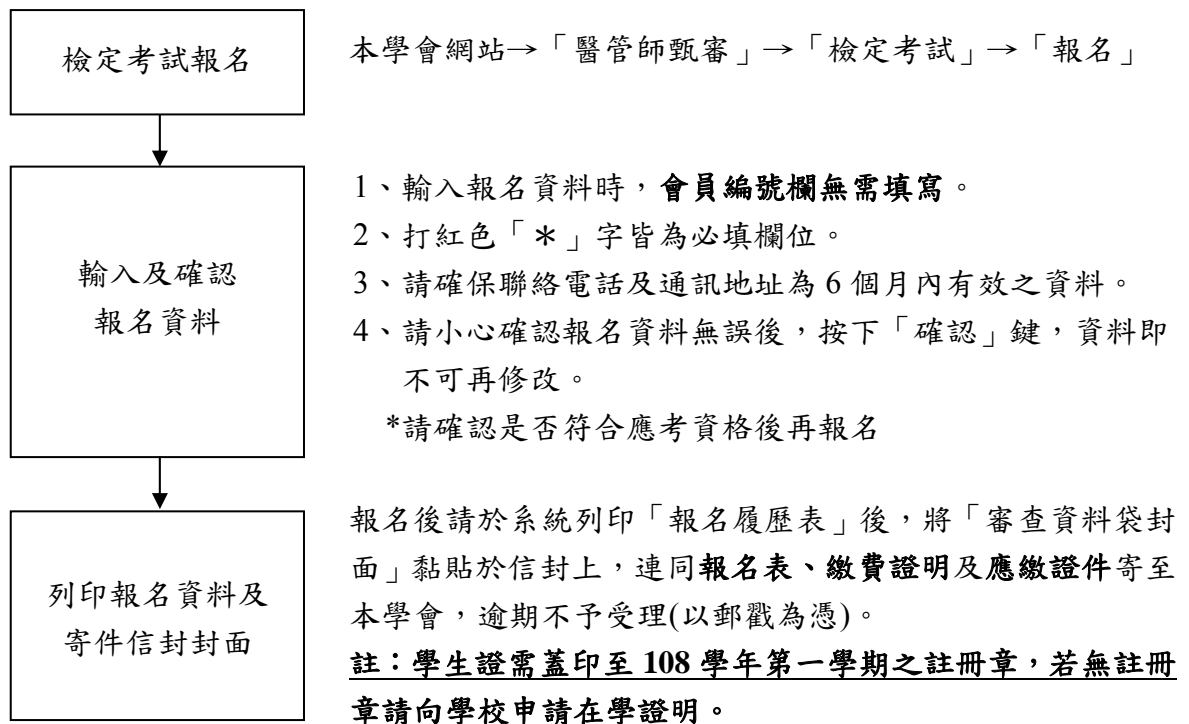 檢定考試報名
本學會網站→「醫管師甄審」→「檢定考試」→「報名」
輸入及確認
報名資料
1、輸入報名資料時，會員編號欄無需填寫。
2、打紅色「＊」字皆為必填欄位。
3、請確保聯絡電話及通訊地址為 6 個月內有效之資料。
4、請小心確認報名資料無誤後，按下「確認」鍵，資料即
不可再修改。
*請確認是否符合應考資格後再報名
列印報名資料及
寄件信封封面
報名後請於系統列印「報名履歷表」後，將「審查資料袋封
面」黏貼於信封上，連同報名表、繳費證明及應繳證件寄至
本學會，逾期不予受理(以郵戳為憑)。
註：學生證需蓋印至 108 學年第一學期之註冊章，若無註冊
章請向學校申請在學證明。